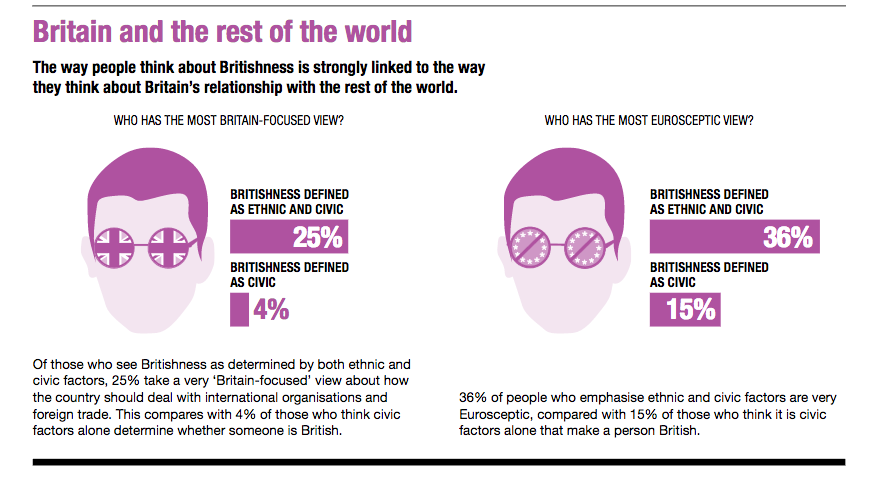 Britain and the rest of the world
The way people think about Britishness is strongly linked to the way
they think about Britain's relationship with the rest of the world.
WHO HAS THE MOST BRITAIN-FOCUSED VIEW?
BRITISHNESS DEFINED
AS ETHNIC AND CIVIC
25%
BRITISHNESS DEFINED
AS CIVIC
4%
Of those who see Britishness as determined by both ethnic and
civic factors, 25% take a very ‘Britain-focused’ view about how
the country should deal with international organisations and
foreign trade. This compares with 4% of those who think civic
factors alone determine whether someone is British.
WHO HAS THE MOST EUROSCEPTIC VIEW?
BRITISHNESS DEFINED
AS ETHNIC AND CIVIC
36%
BRITISHNESS DEFINED
AS CIVIC
15%
36% of people who emphasise ethnic and civic factors are very
Eurosceptic, compared with 15% of those who think it is civic
factors alone that make a person British.